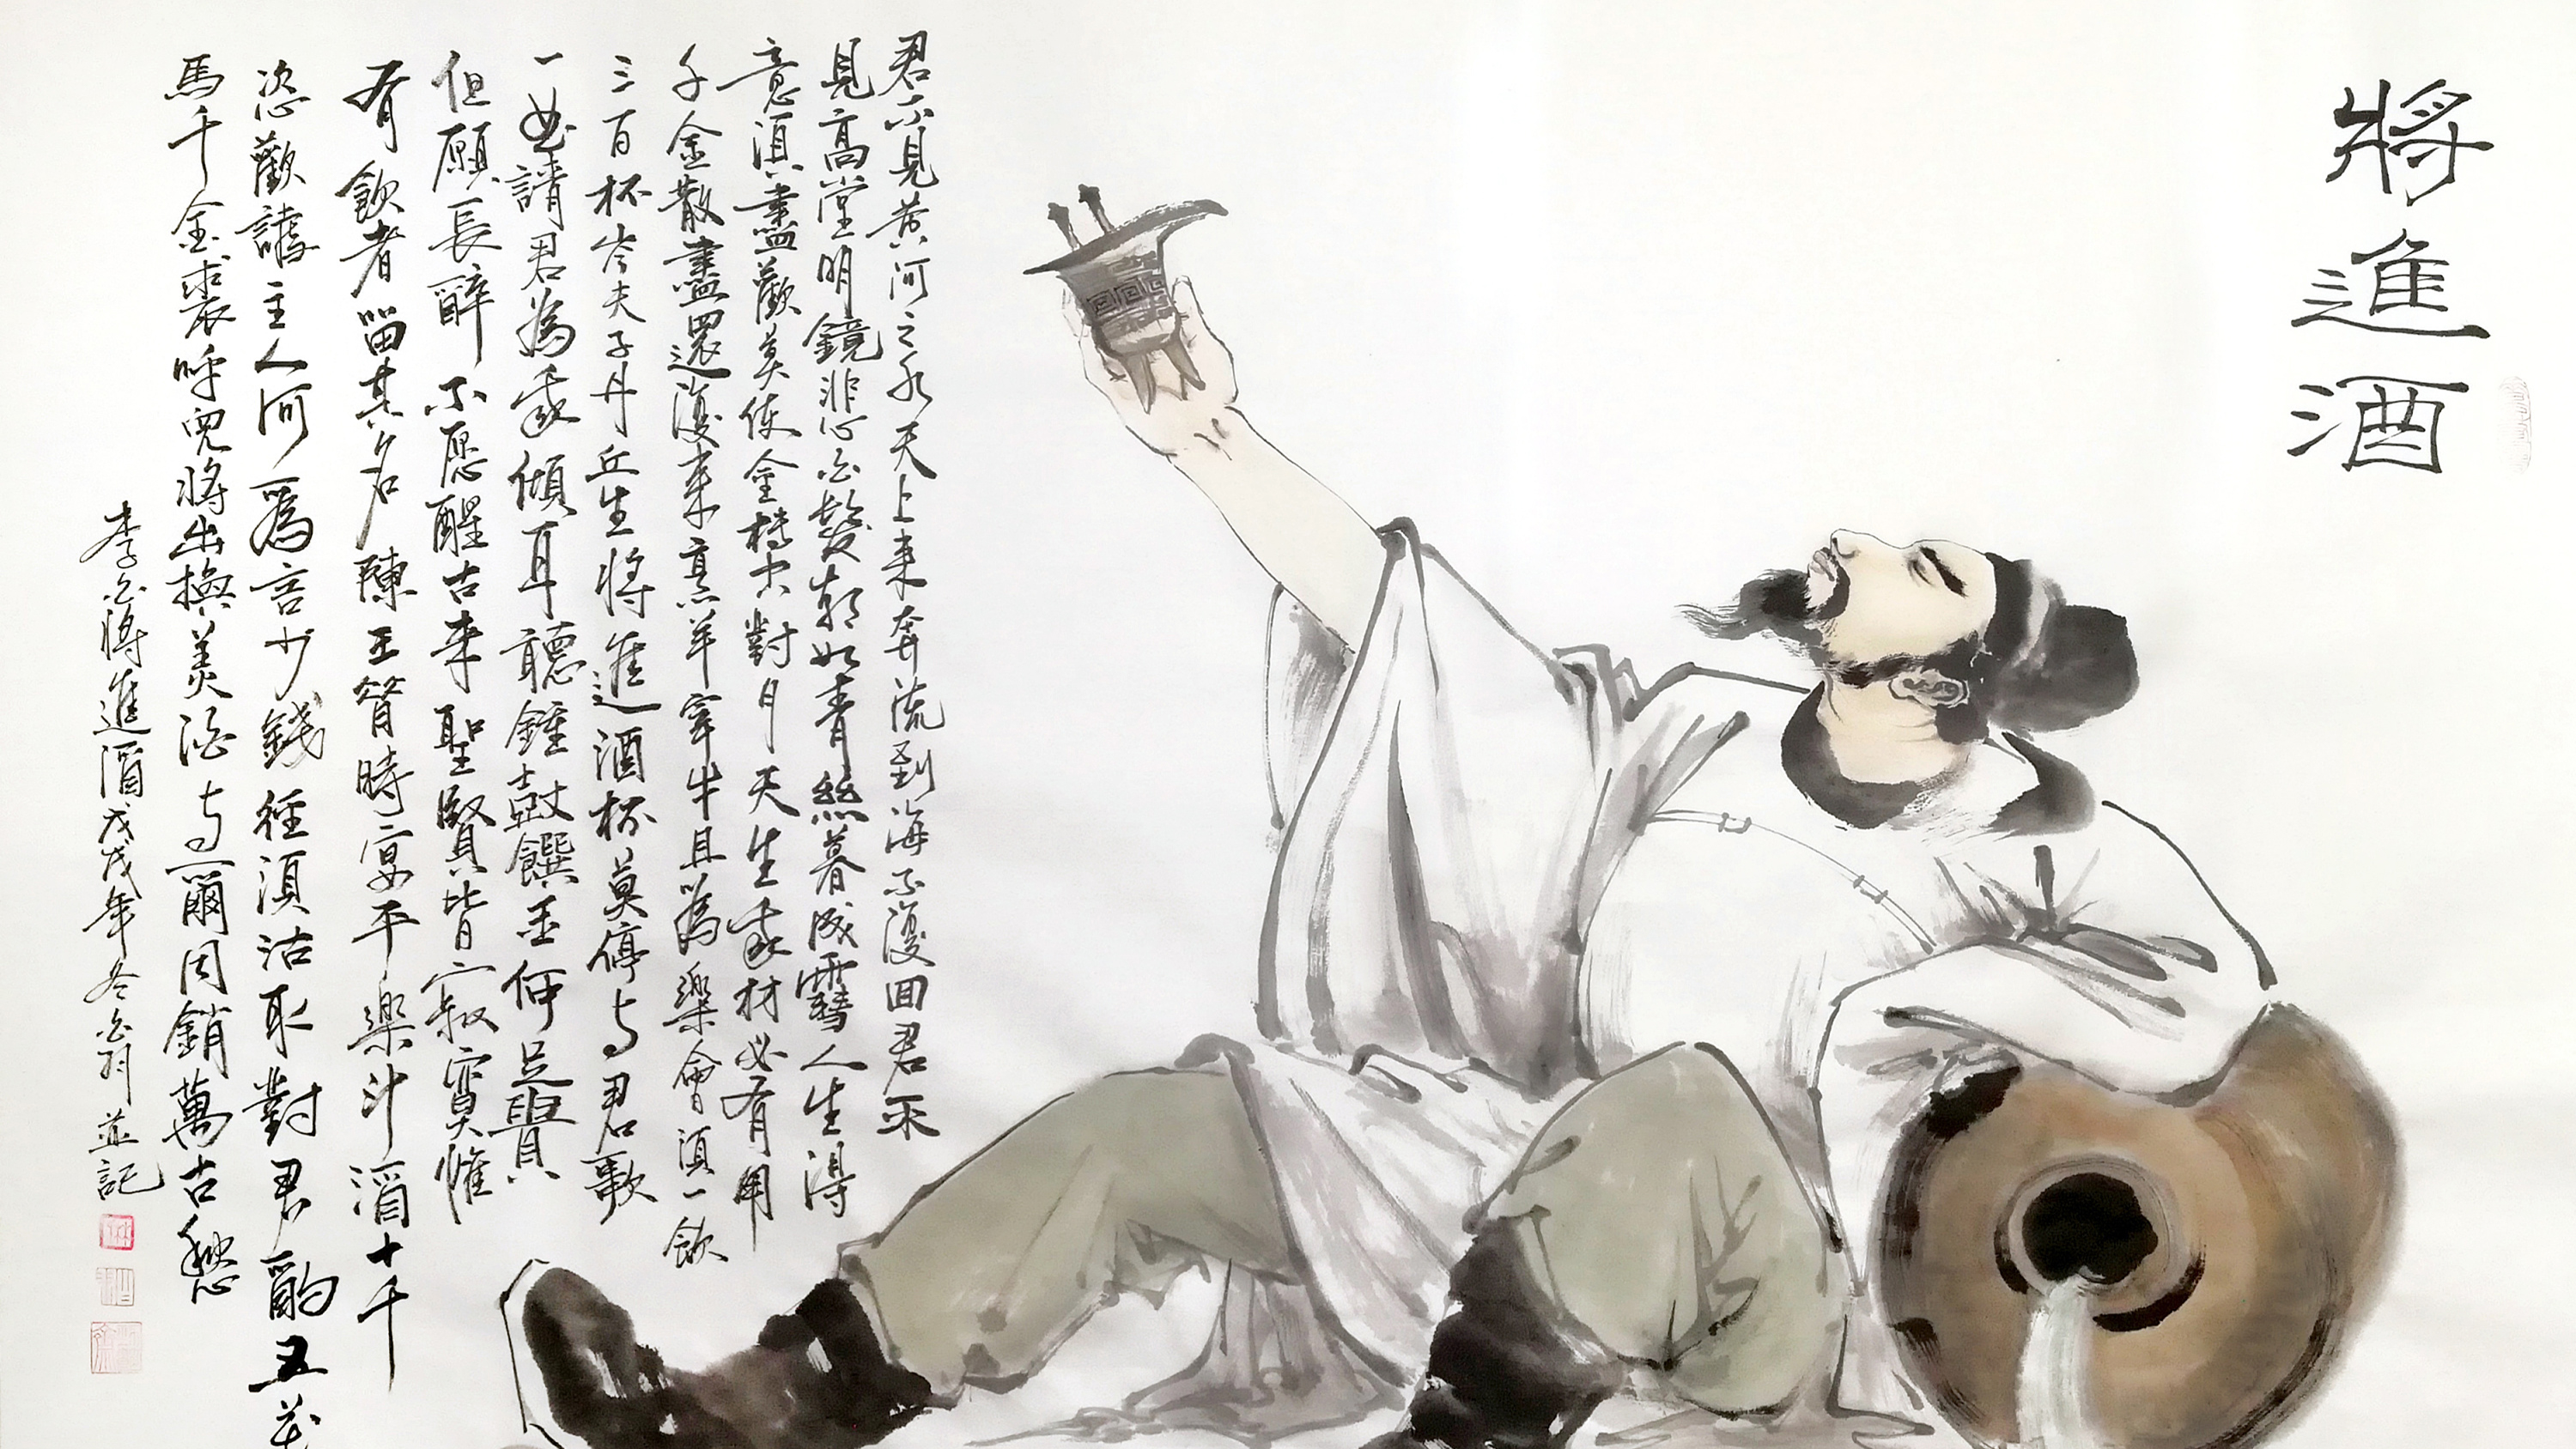 將進酒
君不見黃河之水天上来奔流到海不復回君不
見高堂明鏡悲白髮朝如青絲暮成雪人生得
意須盡歡莫使金樽空對月天生我材必有用
千金散盡還復来烹羊宰牛且為樂會須一飲
三百杯岑夫子丹丘生將進酒杯莫停与君歌
一曲請君為我傾耳聽鍾鼓饌玉何足貴
但願長醉不愿醒古来聖賢皆寂寞惟
有飲者留其名陳王昔時宴平樂斗酒十千
恣歡謔主人何為言少錢徑須沽取對君酌五花
馬千金裘呼兒將出換美酒与爾同銷萬古愁
李白將進酒戊戌年冬並記